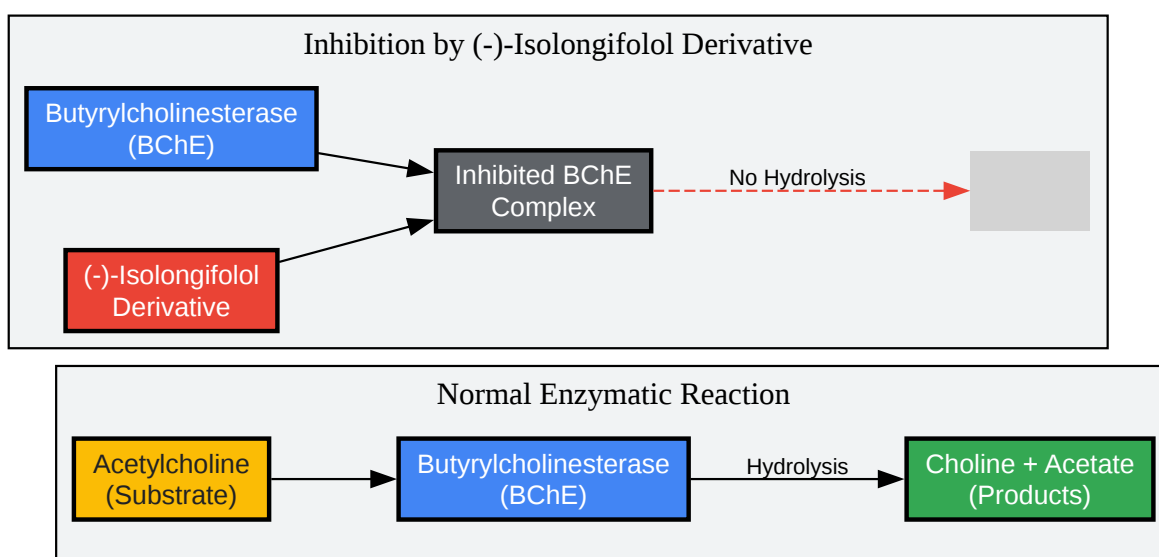 Inhibition by (-)-Isolongifolol Derivative
Butyrylcholinesterase
(BChE)
Inhibited BChE
Complex
No Hydrolysis
(-)-Isolongifolol
Derivative
Normal Enzymatic Reaction
Acetylcholine
(Substrate)
Butyrylcholinesterase
(BChE)
Hydrolysis
Choline + Acetate
(Products)